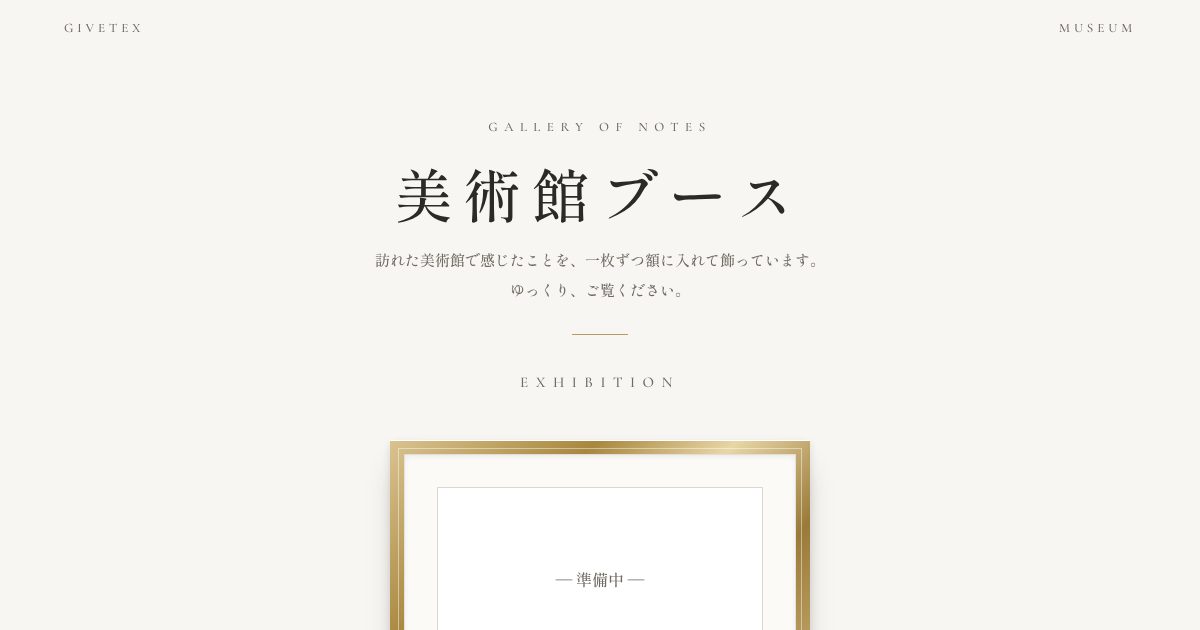 GIVETEX
MUSEUM
GALLERY OF NOTES
美術館ブース
訪れた美術館で感じたことを、一枚ずつ額に入れて飾っています。
ゆっくり、ご覧ください。
EXHIBITION
— 準備中 —